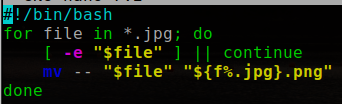 #!/bin/bash
for file in *.jpg; do
    [ -e "$file" ] || continue
    mv -- "$file" "${f%.jpg}.png"
done